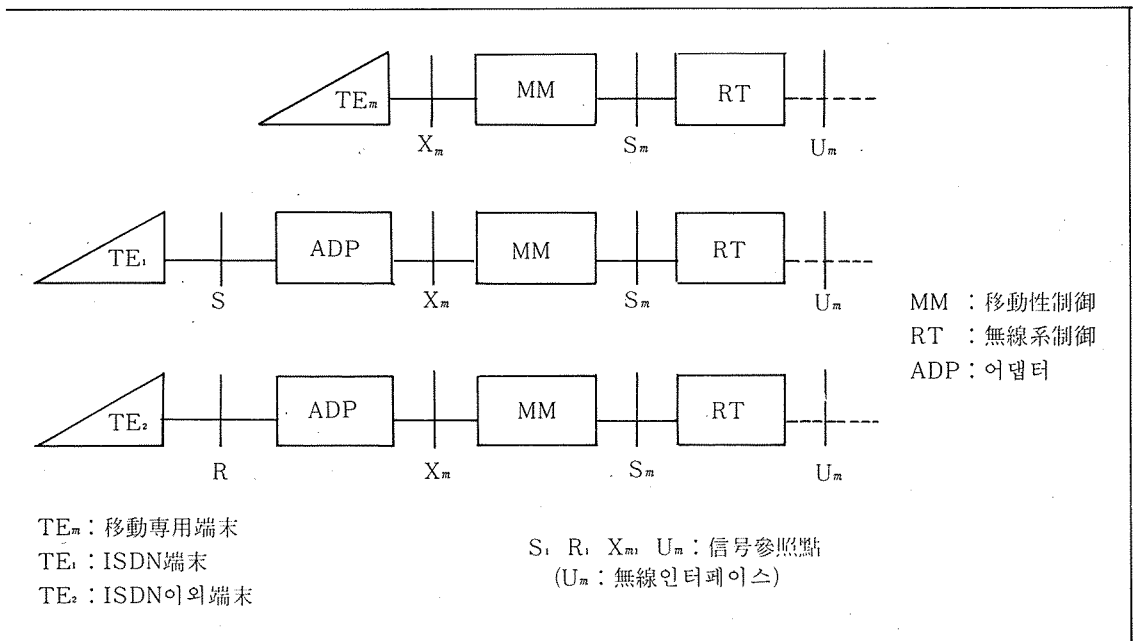 TEm MM RT
Xm Sm Um
TE1 ADP MM RT
S Xm Sm Um
TE2 ADP MM RT
R Xm Sm Um
MM : 移動性制御
RT : 無線系制御
ADP : 어댑터
TEm : 移動専用端末
TE1 : ISDN端末
TE2 : ISDN이외端末
S, R, Xm, Um : 信号參照點
(Um : 無線인터페이스)